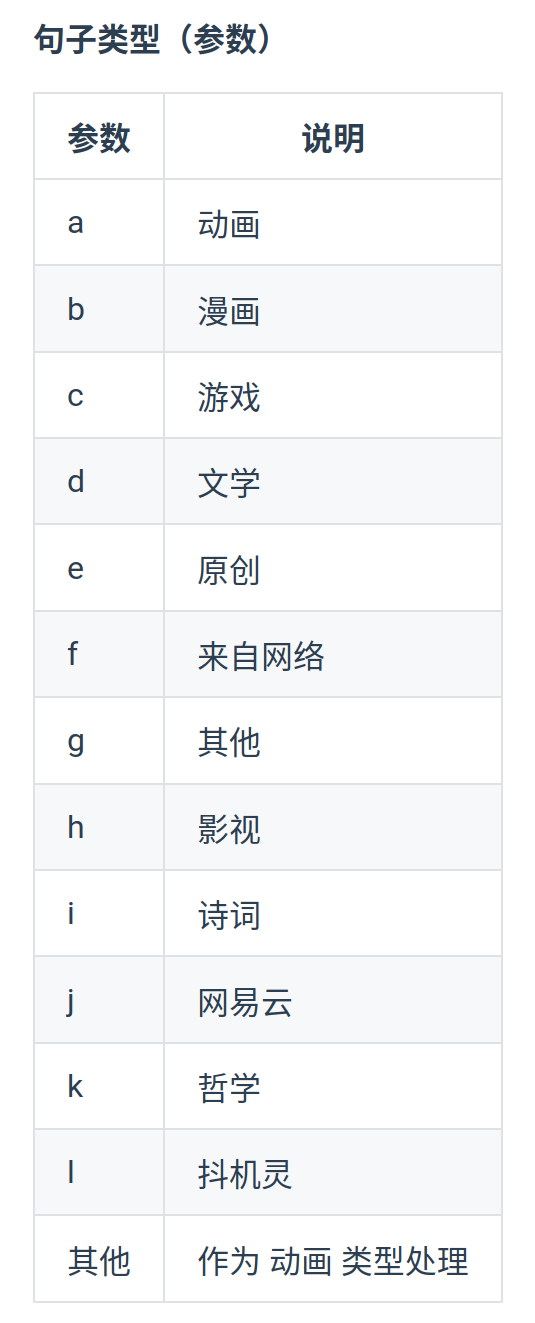 句子类型（参数）
参数 说明
a 动画
b 漫画
c 游戏
d 文学
e 原创
f 来自网络
g 其他
h 影视
i 诗词
j 网易云
k 哲学
l 抖机灵
其他 作为 动画 类型处理